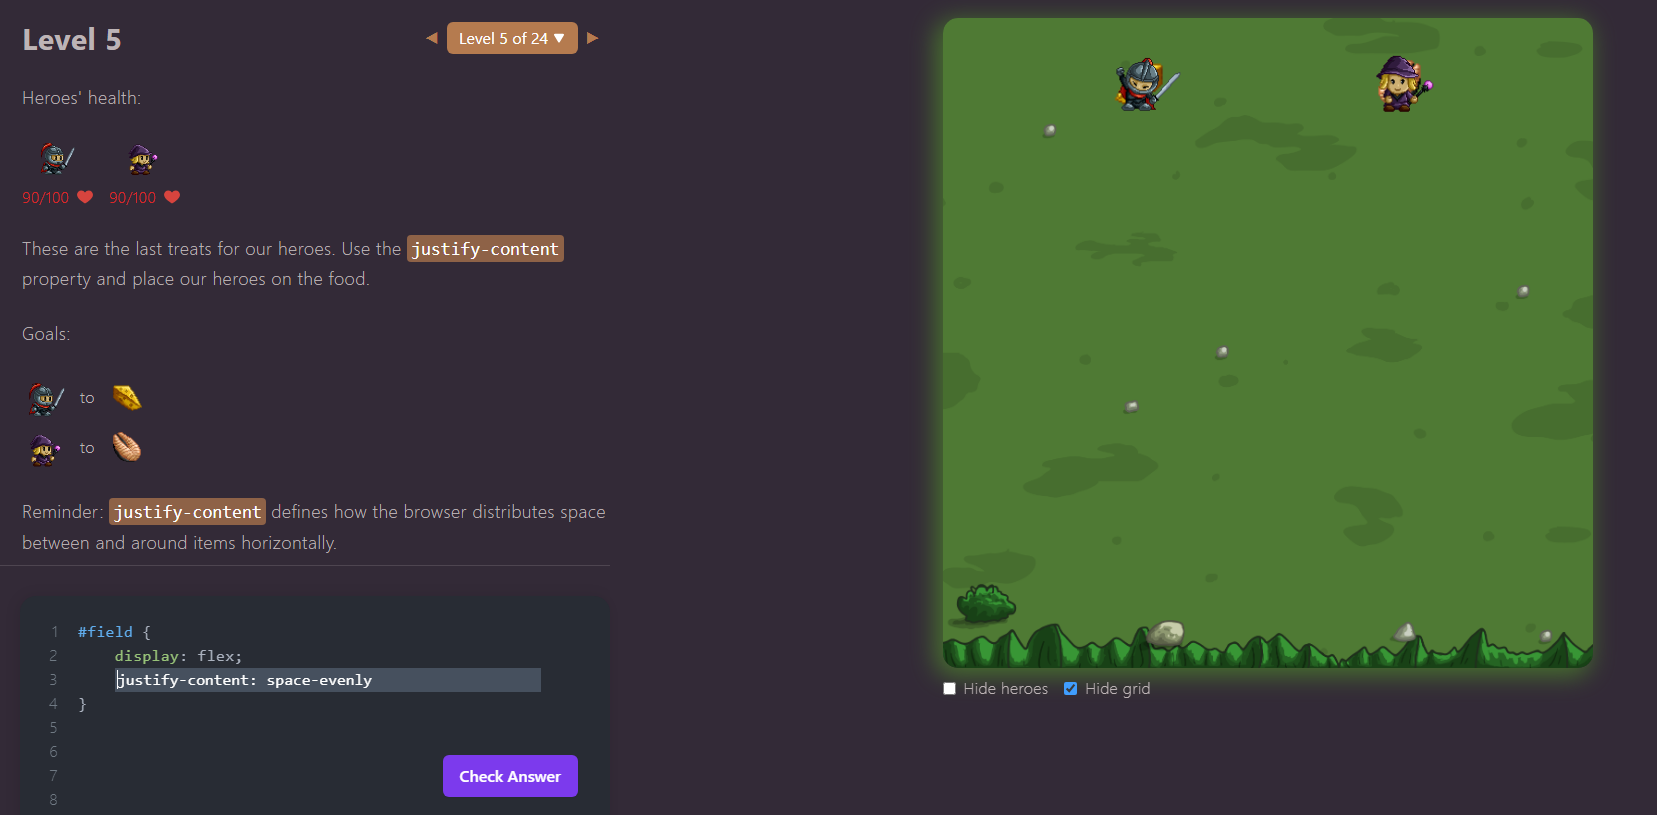 Level 5
◀ Level 5 of 24 ▼ ▶
Heroes' health:
90/100 90/100
These are the last treats for our heroes. Use the justify-content
property and place our heroes on the food.
Goals:
to
to
Reminder: justify-content defines how the browser distributes space
between and around items horizontally.
1 #field {
2 display: flex;
3 justify-content: space-evenly
4 }
5
6
7
8
Check Answer
Hide heroes Hide grid